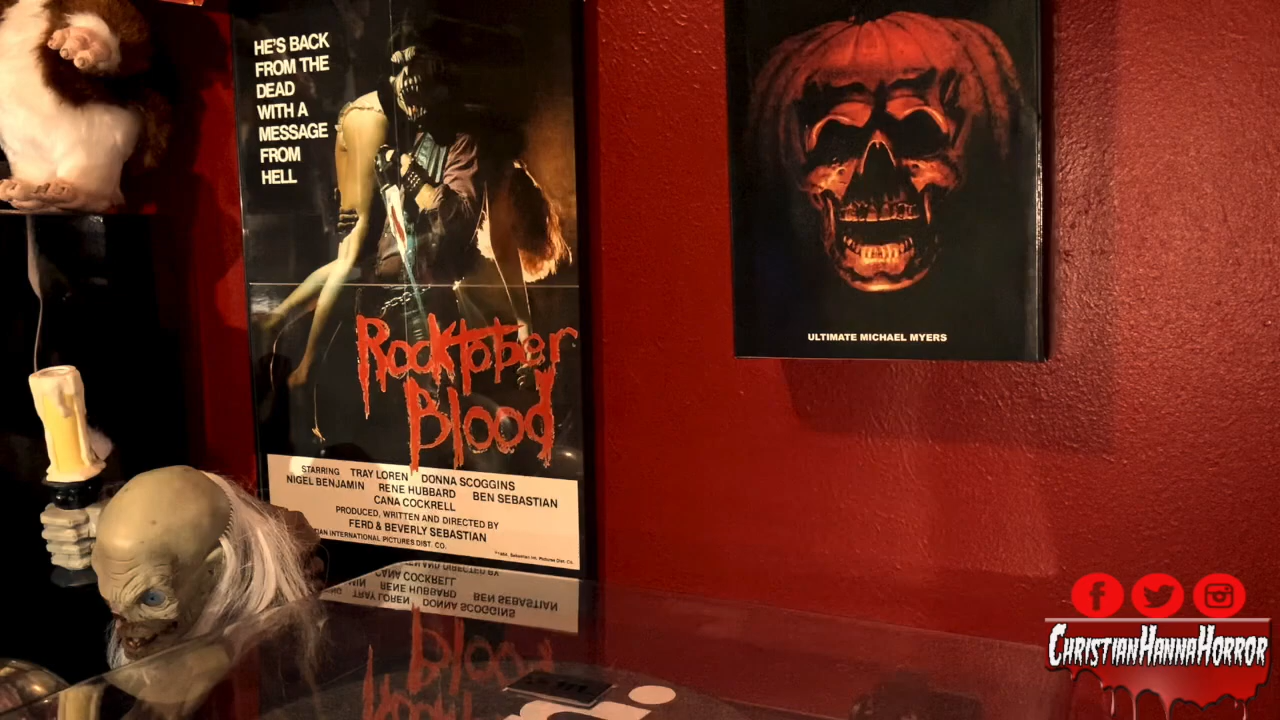 HE'S BACK
FROM THE
DEAD
WITH A
MESSAGE
FROM
HELL
Rocktober
Blood
STARRING TRAY LOREN DONNA SCOGGINS
NIGEL BENJAMIN RENE HUBBARD BEN SEBASTIAN
CANA COCKRELL
PRODUCED, WRITTEN AND DIRECTED BY
FERD & BEVERLY SEBASTIAN
INTERNATIONAL PICTURES DIST. CO.
ULTIMATE MICHAEL MYERS
CHRISTIANHANNAHORROR